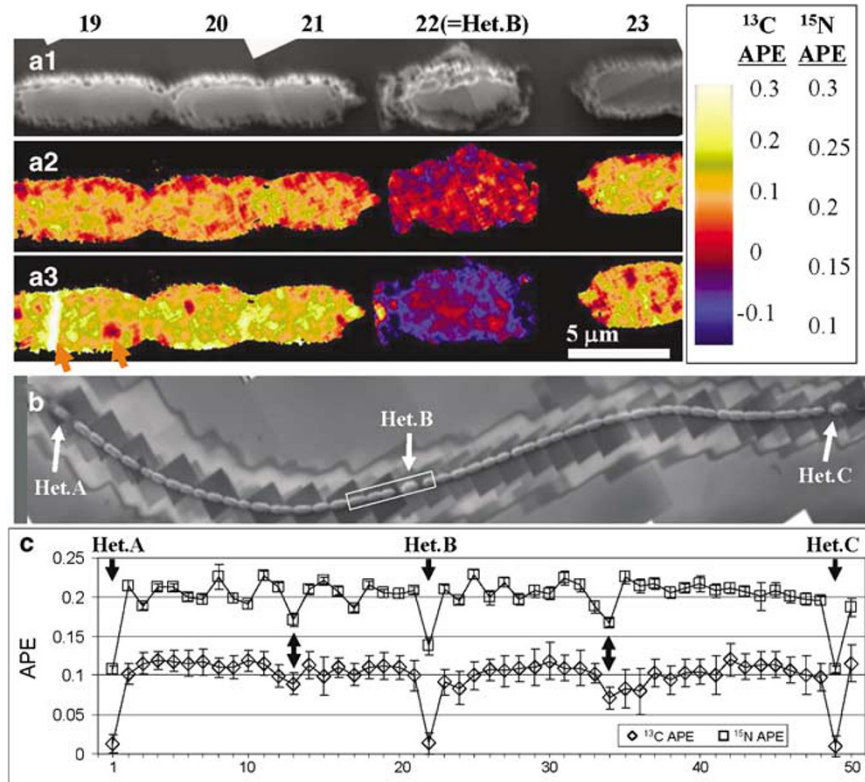 19 20 21 22(=Het.B) 23
¹³C ¹⁵N
APE APE
a1
0.3 0.3
0.2 0.25
a2
0.1 0.2
0 0.15
a3
-0.1 0.1
5 μm
b
Het.B
Het.A
Het.C
c
Het.A Het.B Het.C
0.25
0.2
0.15
0.1
0.05
0
APE
¹³C APE ¹⁵N APE
1 10 20 30 40 50